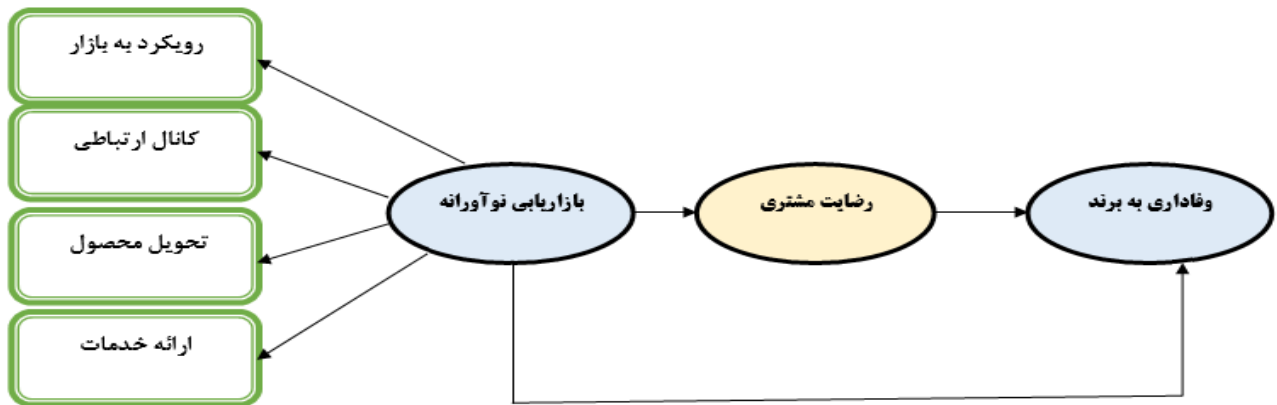 رویکرد به بازار
کانال ارتباطی
تحویل محصول
ارائه خدمات
بازاریابی نوآورانه
رضایت مشتری
وفاداری به برند